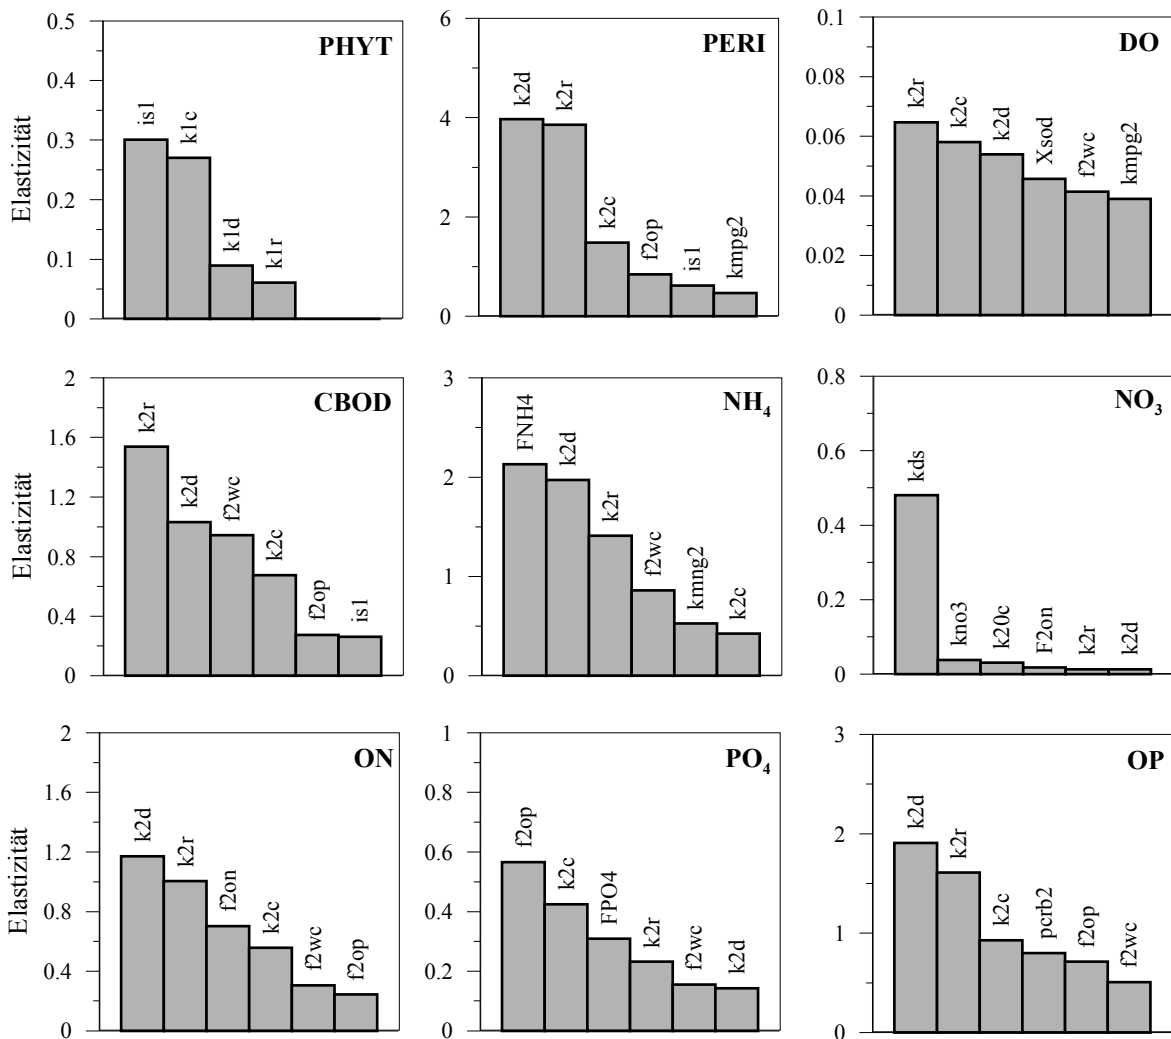 PHYT
Elastizität
0.5
0.4
0.3
0.2
0.1
0
is1
k1c
k1d
k1r
PERI
6
4
2
0
k2d
k2r
k2c
f2op
is1
kmpg2
DO
0.1
0.08
0.06
0.04
0.02
0
k2r
k2c
k2d
Xsod
f2wc
kmpg2
CBOD
Elastizität
2
1.6
1.2
0.8
0.4
0
k2r
k2d
f2wc
k2c
f2op
is1
NH4
3
2
1
0
FNH4
k2d
k2r
f2wc
kmng2
k2c
NO3
0.8
0.6
0.4
0.2
0
kds
kno3
k20c
F2on
k2r
k2d
ON
Elastizität
2
1.6
1.2
0.8
0.4
0
k2d
k2r
f2on
k2c
f2wc
f2op
PO4
1
0.8
0.6
0.4
0.2
0
f2op
k2c
FPO4
k2r
f2wc
k2d
OP
3
2
1
0
k2d
k2r
k2c
pcrb2
f2op
f2wc